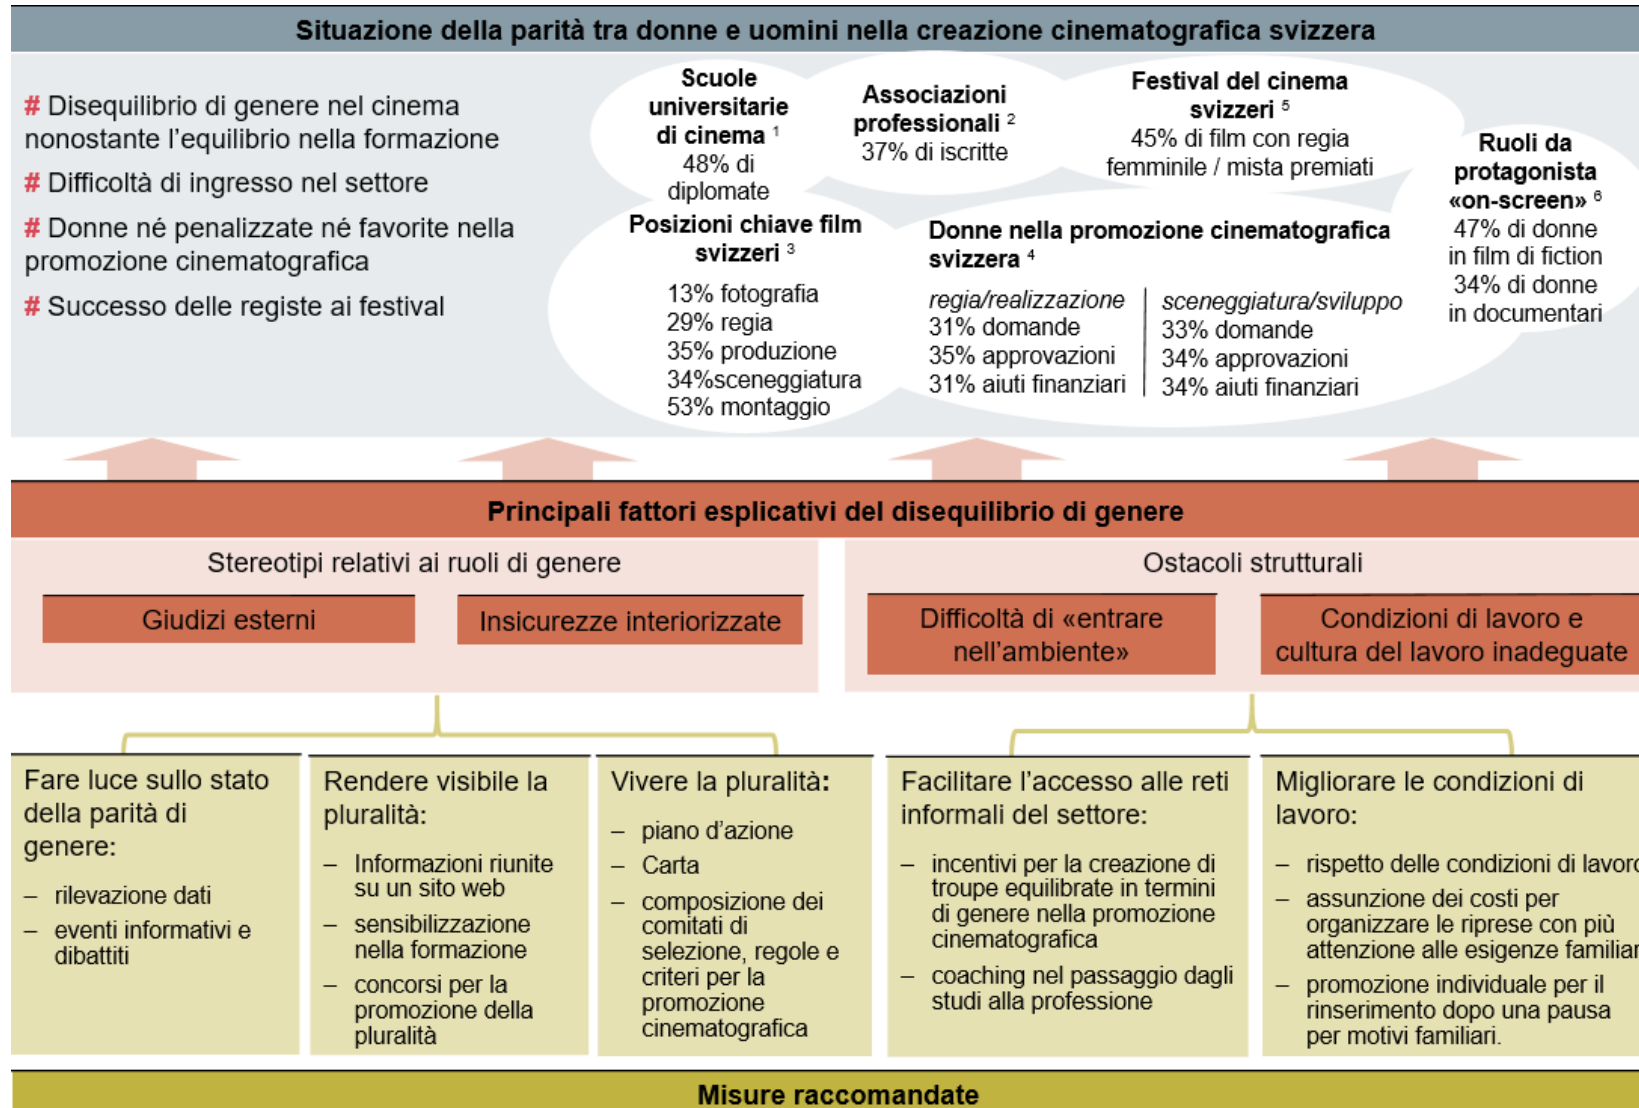 Situazione della parità tra donne e uomini nella creazione cinematografica svizzera
# Disequilibrio di genere nel cinema
nonostante l’equilibrio nella formazione
# Difficoltà di ingresso nel settore
# Donne né penalizzate né favorite nella
promozione cinematografica
# Successo delle registe ai festival
Scuole
universitarie
di cinema 1
48% di
diplomate
Associazioni
professionali 2
37% di iscritte
Festival del cinema
svizzeri 5
45% di film con regia
femminile / mista premiati
Ruoli da
protagonista
«on-screen» 6
47% di donne
in film di fiction
34% di donne
in documentari
Posizioni chiave film
svizzeri 3
13% fotografia
29% regia
35% produzione
34%sceneggiatura
53% montaggio
Donne nella promozione cinematografica
svizzera 4
regia/realizzazione
31% domande
35% approvazioni
31% aiuti finanziari
sceneggiatura/sviluppo
33% domande
34% approvazioni
34% aiuti finanziari
Principali fattori esplicativi del disequilibrio di genere
Stereotipi relativi ai ruoli di genere
Giudizi esterni
Insicurezze interiorizzate
Ostacoli strutturali
Difficoltà di «entrare
nell’ambiente»
Condizioni di lavoro e
cultura del lavoro inadeguate
Fare luce sullo stato
della parità di
genere:
– rilevazione dati
– eventi informativi e
dibattiti
Rendere visibile la
pluralità:
– Informazioni riunite
su un sito web
– sensibilizzazione
nella formazione
– concorsi per la
promozione della
pluralità
Vivere la pluralità:
– piano d’azione
– Carta
– composizione dei
comitati di
selezione, regole e
criteri per la
promozione
cinematografica
Facilitare l’accesso alle reti
informali del settore:
– incentivi per la creazione di
troupe equilibrate in termini
di genere nella promozione
cinematografica
– coaching nel passaggio dagli
studi alla professione
Migliorare le condizioni di
lavoro:
– rispetto delle condizioni di lavoro
– assunzione dei costi per
organizzare le riprese con più
attenzione alle esigenze familiar
– promozione individuale per il
rinserimento dopo una pausa
per motivi familiari.
Misure raccomandate